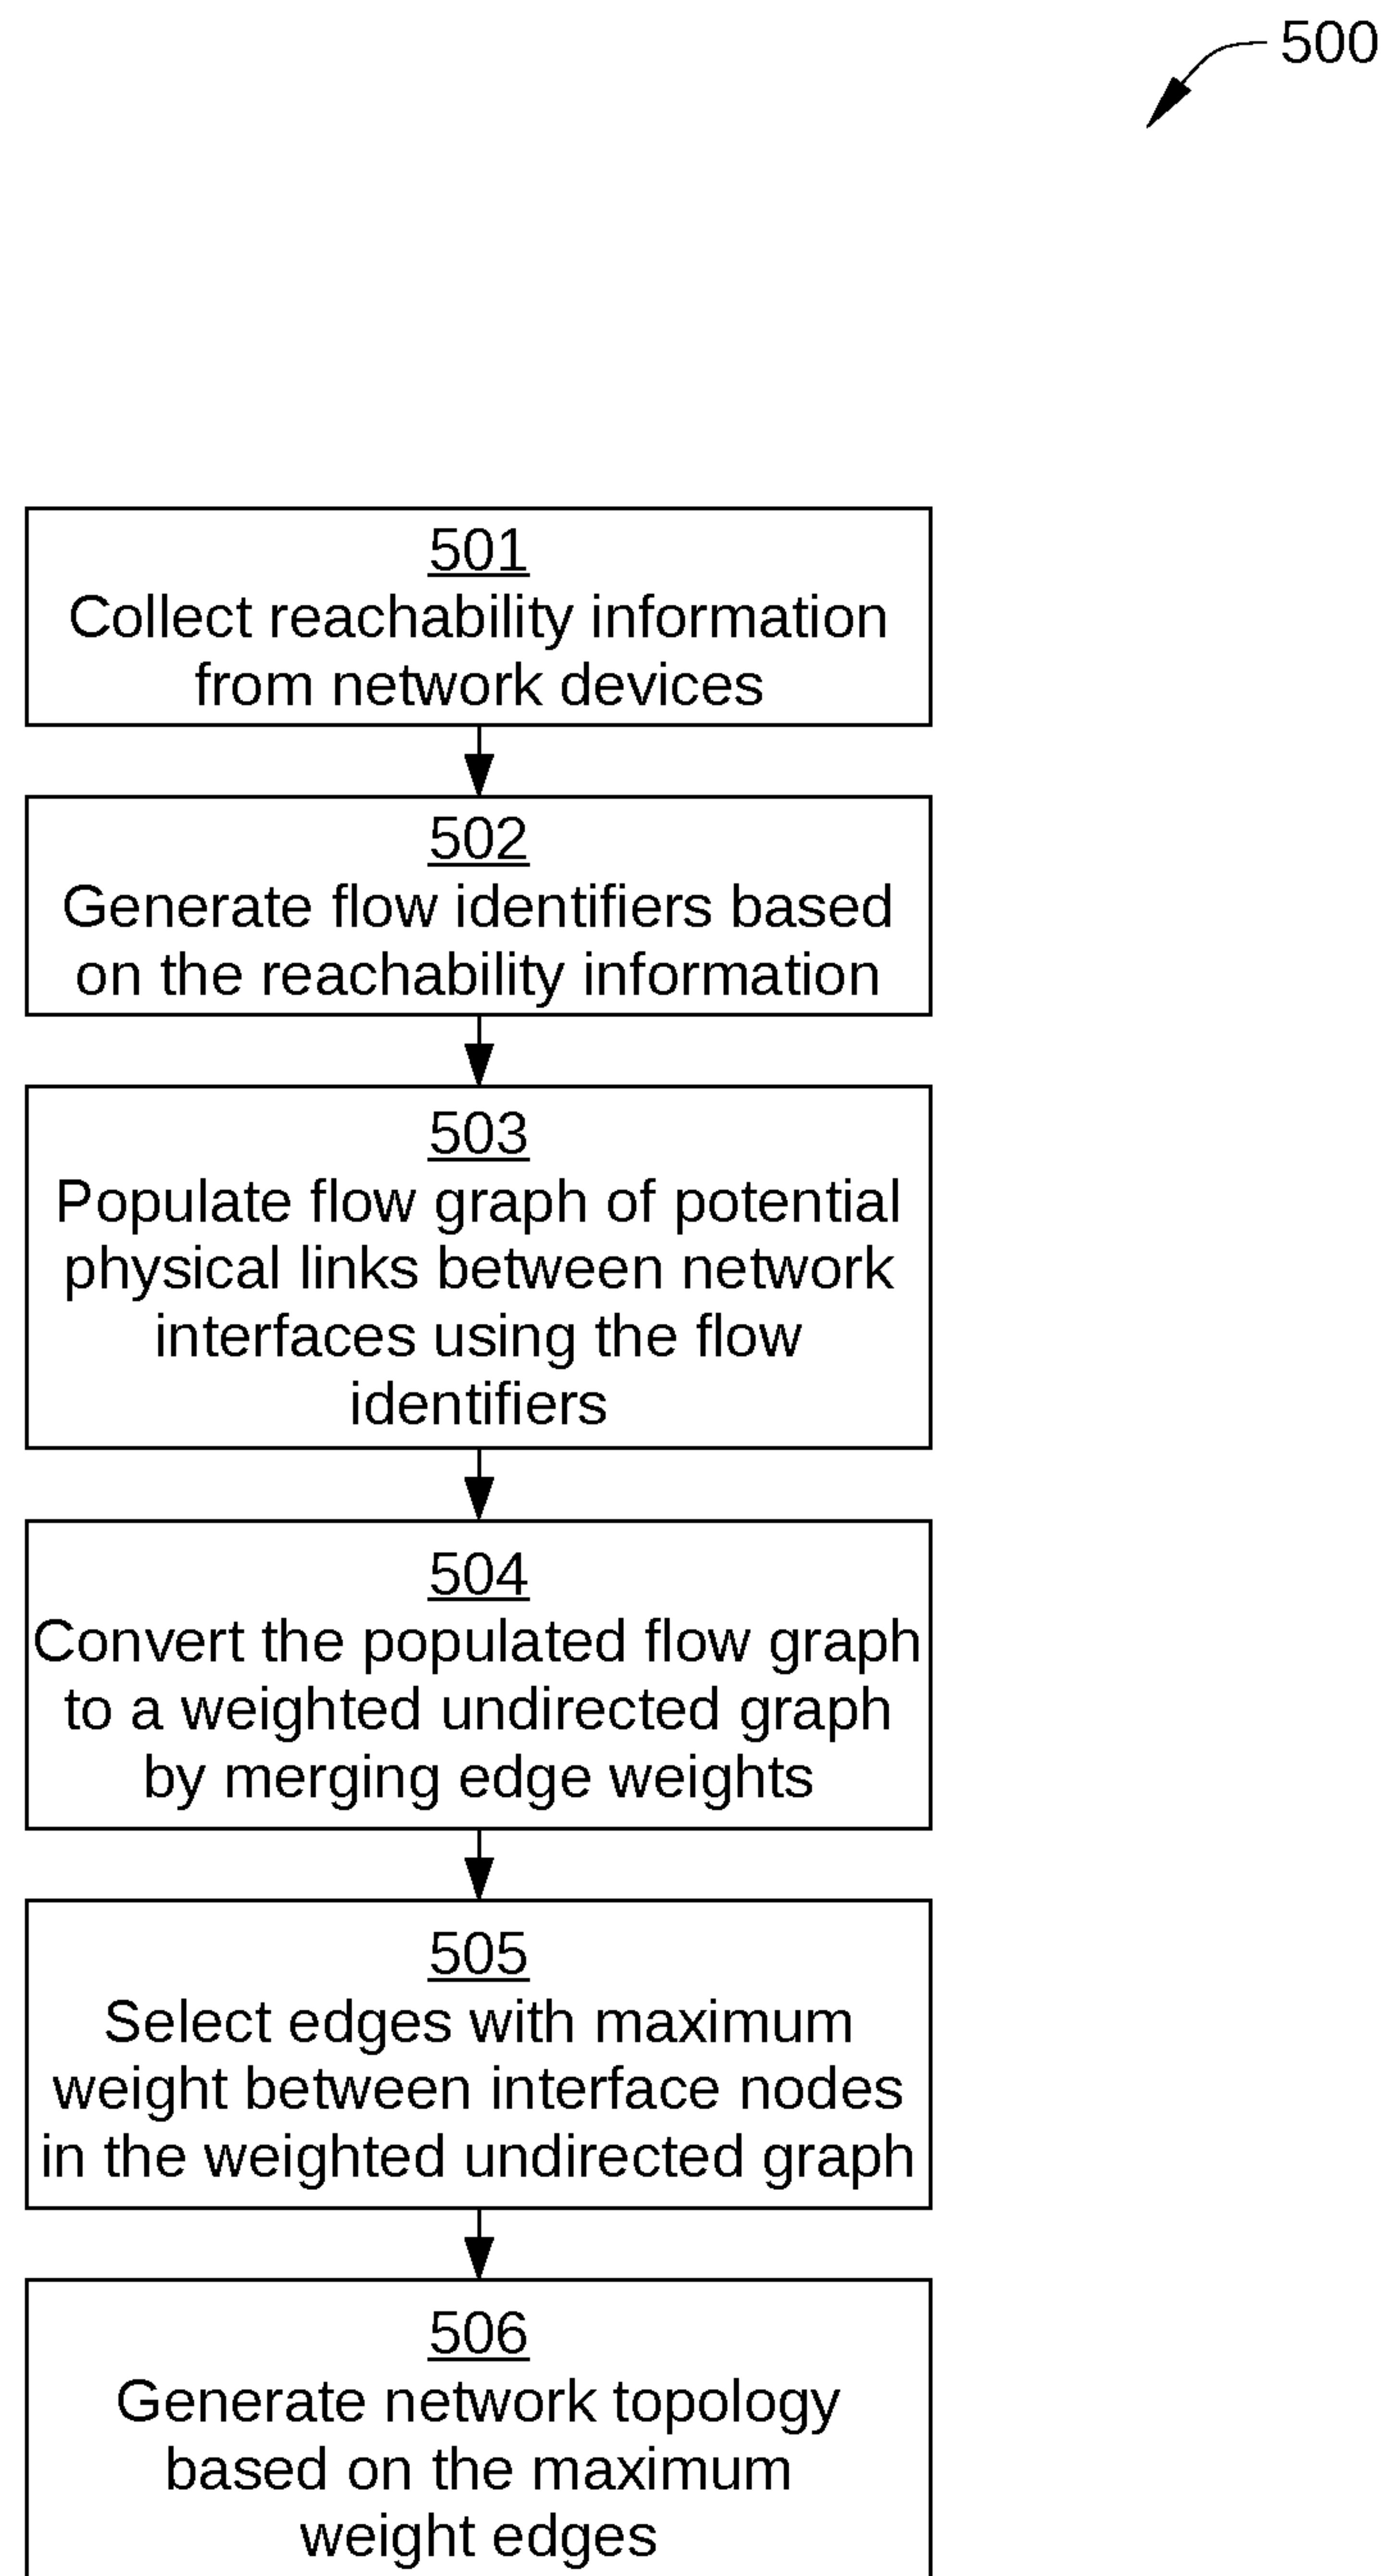 500
501
Collect reachability information
from network devices
502
Generate flow identifiers based
on the reachability information
503
Populate flow graph of potential
physical links between network
interfaces using the flow
identifiers
504
Convert the populated flow graph
to a weighted undirected graph
by merging edge weights
505
Select edges with maximum
weight between interface nodes
in the weighted undirected graph
506
Generate network topology
based on the maximum
weight edges